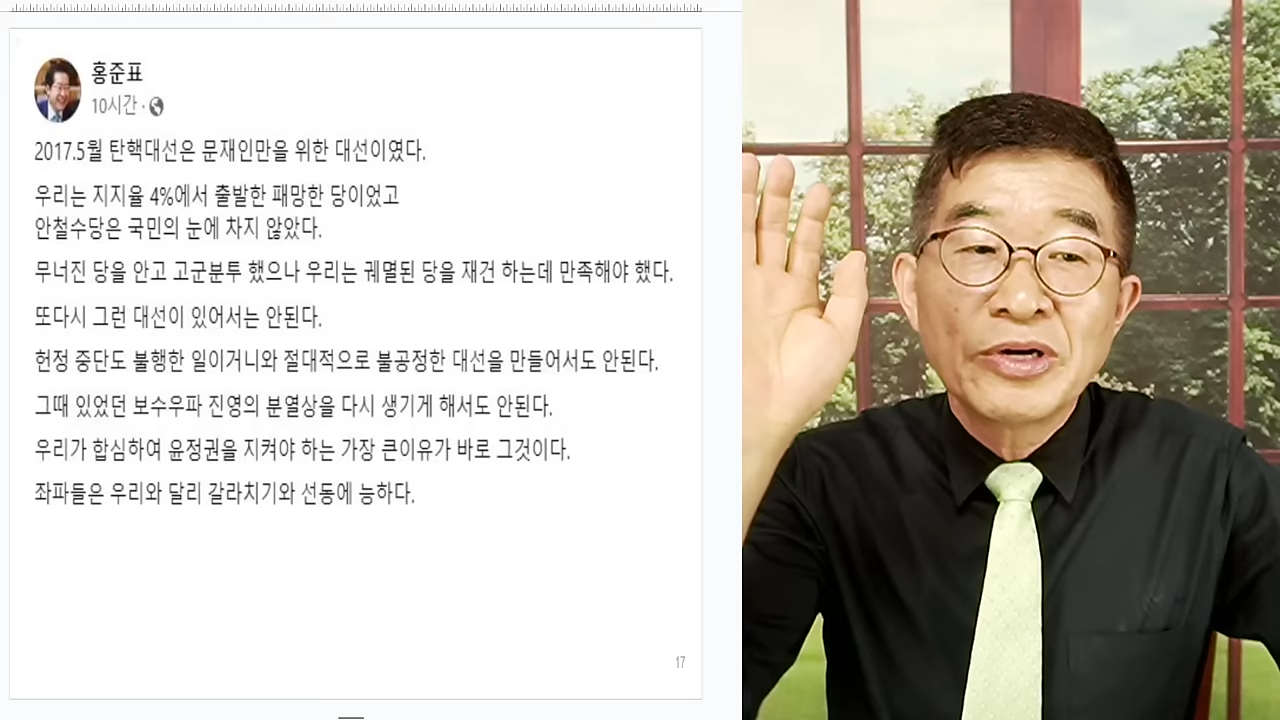 홍준표
10시간 ·
2017.5월 탄핵대선은 문재인만을 위한 대선이였다.
우리는 지지율 4%에서 출발한 패망한 당이었고
안철수당은 국민의 눈에 차지 않았다.
무너진 당을 안고 고군분투 했으나 우리는 궤멸된 당을 재건 하는데 만족해야 했다.
또다시 그런 대선이 있어서는 안된다.
헌정 중단도 불행한 일이거니와 절대적으로 불공정한 대선을 만들어서도 안된다.
그때 있었던 보수우파 진영의 분열상을 다시 생기게 해서도 안된다.
우리가 합심하여 윤정권을 지켜야 하는 가장 큰이유가 바로 그것이다.
좌파들은 우리와 달리 갈라치기와 선동에 능하다.
17